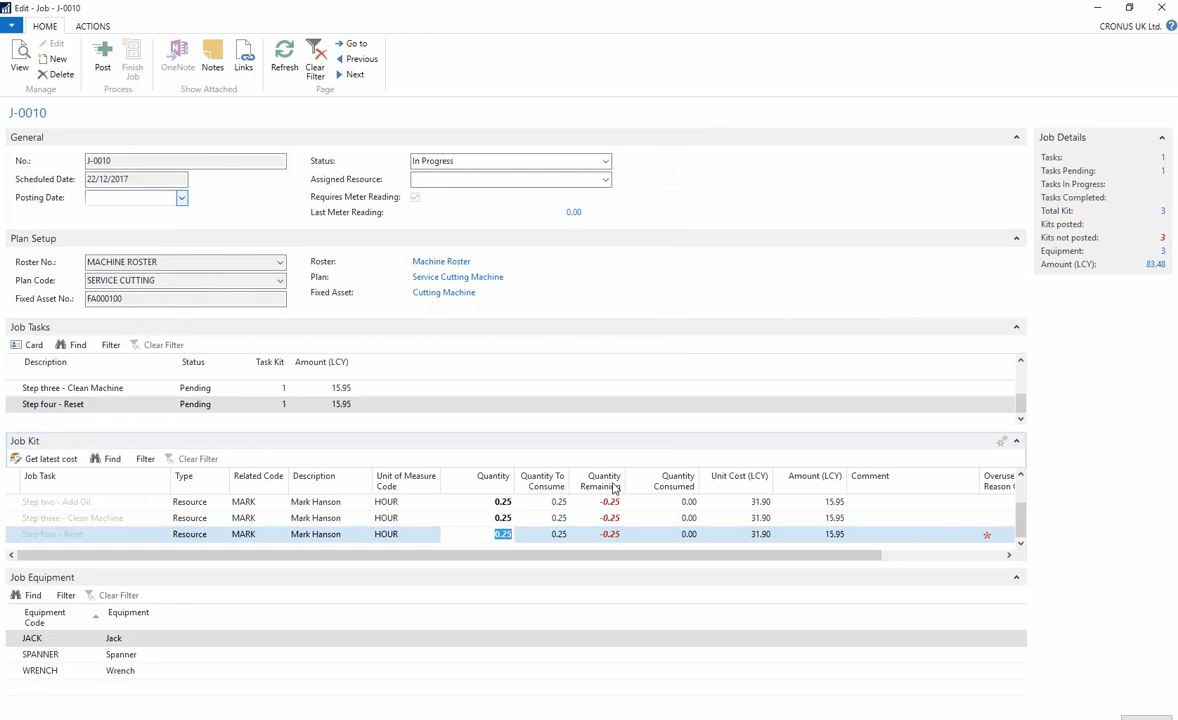 Edit - Job - J-0010
HOME ACTIONS
CRONUS UK Ltd.
View Edit New Delete Post Finish Job OneNote Notes Links Refresh Clear Filter Go to Previous Next
Manage Process Show Attached Page
J-0010
General
No.: J-0010 Status: In Progress
Scheduled Date: 22/12/2017 Assigned Resource:
Posting Date: Requires Meter Reading:
Last Meter Reading: 0.00
Plan Setup
Roster No.: MACHINE ROSTER Roster: Machine Roster
Plan Code: SERVICE CUTTING Plan: Service Cutting Machine
Fixed Asset No.: FA000100 Fixed Asset: Cutting Machine
Job Tasks
Card Find Filter Clear Filter
Description Status Task Kit Amount (LCY)
Step three - Clean Machine Pending 1 15.95
Step four - Reset Pending 1 15.95
Job Kit
Get latest cost Find Filter Clear Filter
Job Task Type Related Code Description Unit of Measure Code Quantity Quantity To Consume Quantity Remaining Quantity Consumed Unit Cost (LCY) Amount (LCY) Comment Overuse Reason C
Step two - Add Oil Resource MARK Mark Hanson HOUR 0.25 0.25 -0.25 0.00 31.90 15.95
Step three - Clean Machine Resource MARK Mark Hanson HOUR 0.25 0.25 -0.25 0.00 31.90 15.95
Step four - Reset Resource MARK Mark Hanson HOUR 0.25 0.25 -0.25 0.00 31.90 15.95 *
Job Equipment
Find Filter Clear Filter
Equipment Code Equipment
JACK Jack
SPANNER Spanner
WRENCH Wrench
Job Details
Tasks: 1
Tasks Pending: 1
Tasks In Progress:
Tasks Completed:
Total Kit: 3
Kits posted:
Kits not posted: 3
Equipment: 3
Amount (LCY): 83.48